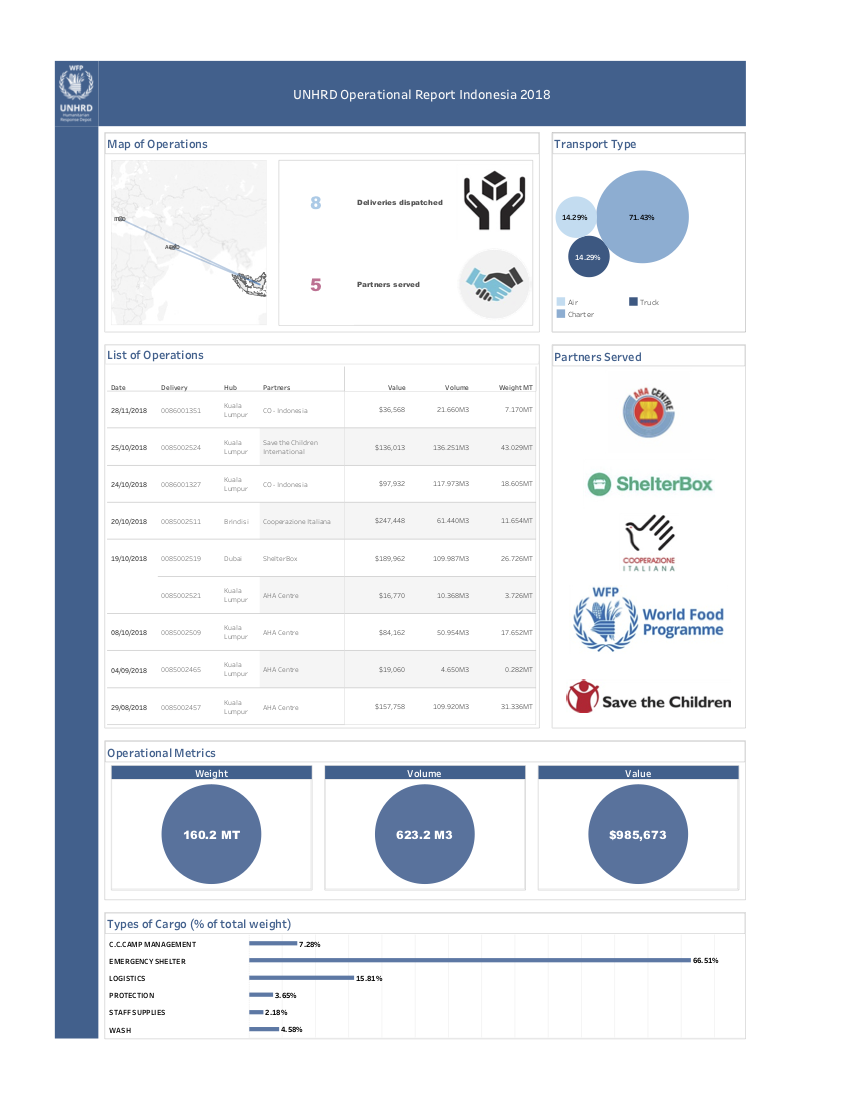 WFP
UNHRD
Humanitarian
Response Depot
UNHRD Operational Report Indonesia 2018
Map of Operations
8 Deliveries dispatched
5 Partners served
Transport Type
14.29%
71.43%
14.29%
Air
Truck
Charter
List of Operations
Date Delivery Hub Partners Value Volume Weight MT
28/11/2018 0086001351 Kuala Lumpur CO - Indonesia $36,568 21.660M3 7.170MT
25/10/2018 0085002524 Kuala Lumpur Save the Children International $136,013 136.251M3 43.029MT
24/10/2018 0086001327 Kuala Lumpur CO - Indonesia $97,932 117.973M3 18.605MT
20/10/2018 0085002511 Brindisi Cooperazione Italiana $247,448 61.440M3 11.654MT
19/10/2018 0085002519 Dubai ShelterBox $189,962 109.987M3 26.726MT
0085002521 Kuala Lumpur AHA Centre $16,770 10.368M3 3.726MT
08/10/2018 0085002509 Kuala Lumpur AHA Centre $84,162 50.954M3 17.652MT
04/09/2018 0085002465 Kuala Lumpur AHA Centre $19,060 4.650M3 0.282MT
29/08/2018 0085002457 Kuala Lumpur AHA Centre $157,758 109.920M3 31.336MT
Partners Served
AHA CENTRE
ShelterBox
COOPERAZIONE
ITALIANA
WFP
World Food
Programme
Save the Children
Operational Metrics
Weight
160.2 MT
Volume
623.2 M3
Value
$985,673
Types of Cargo (% of total weight)
C.C.CAMP MANAGEMENT 7.28%
EMERGENCY SHELTER 66.51%
LOGISTICS 15.81%
PROTECTION 3.65%
STAFF SUPPLIES 2.18%
WASH 4.58%